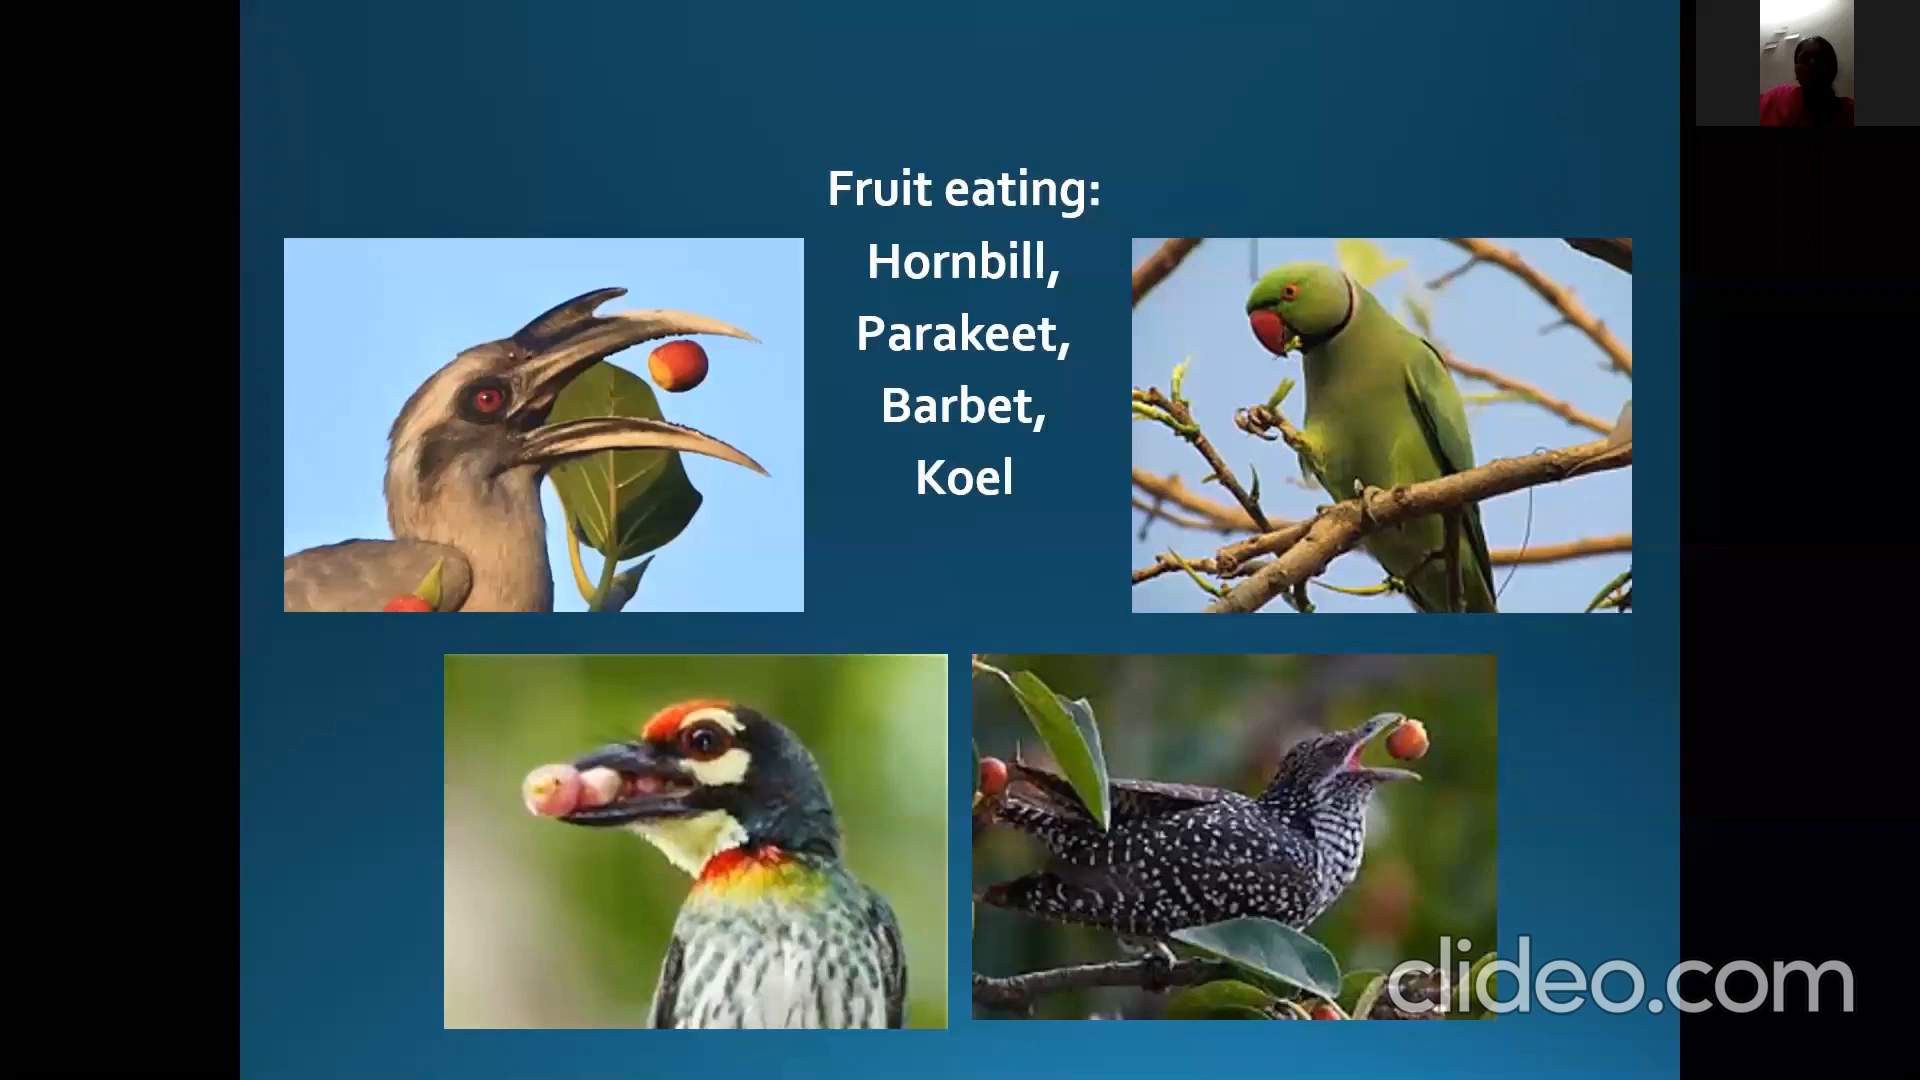 Fruit eating:
Hornbill,
Parakeet,
Barbet,
Koel
clideo.com